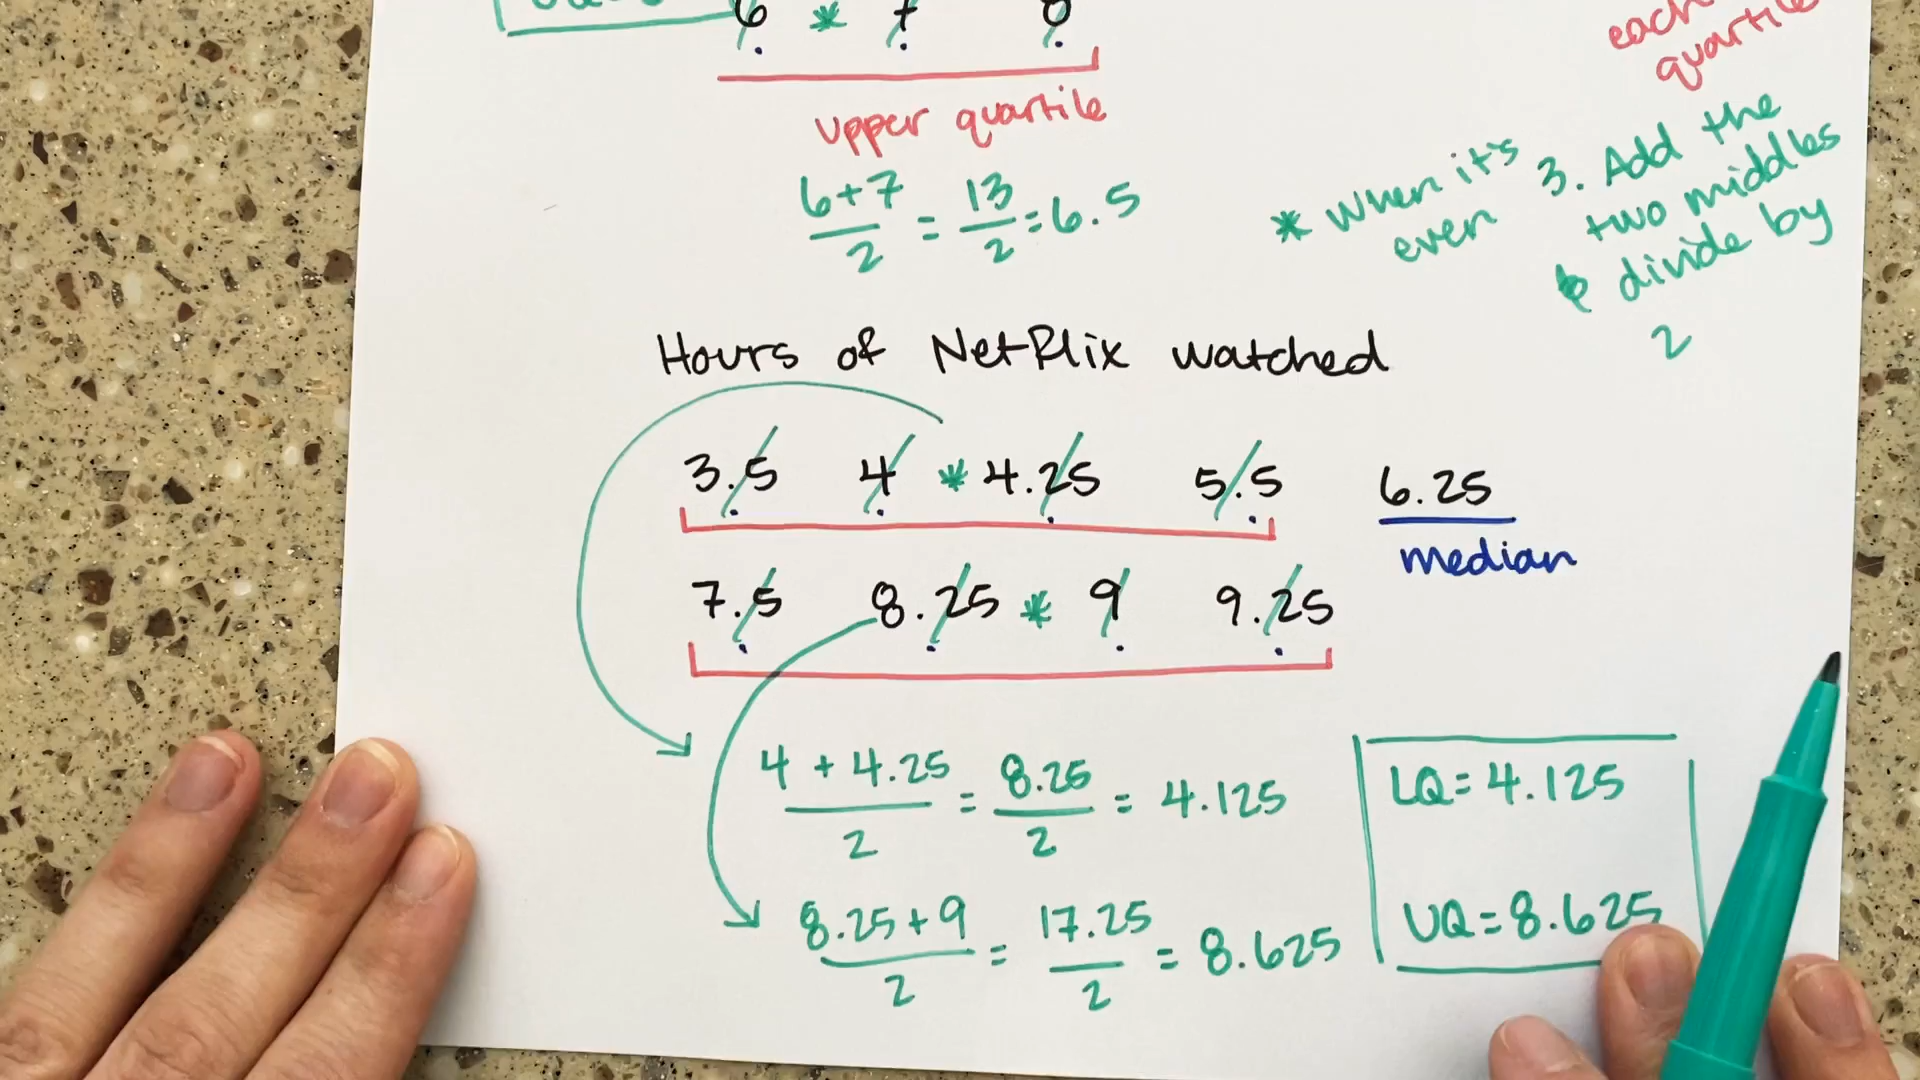 6 * 7 8
upper quartile
6+7/2 = 13/2 = 6.5
each
quartile
* When it's even
3. Add the
two middles
& divide by
2
Hours of Netflix watched
3.5 4 * 4.25 5.5 6.25
median
7.5 8.25 * 9 9.25
4 + 4.25/2 = 8.25/2 = 4.125
8.25+9/2 = 17.25/2 = 8.625
LQ=4.125
UQ=8.625